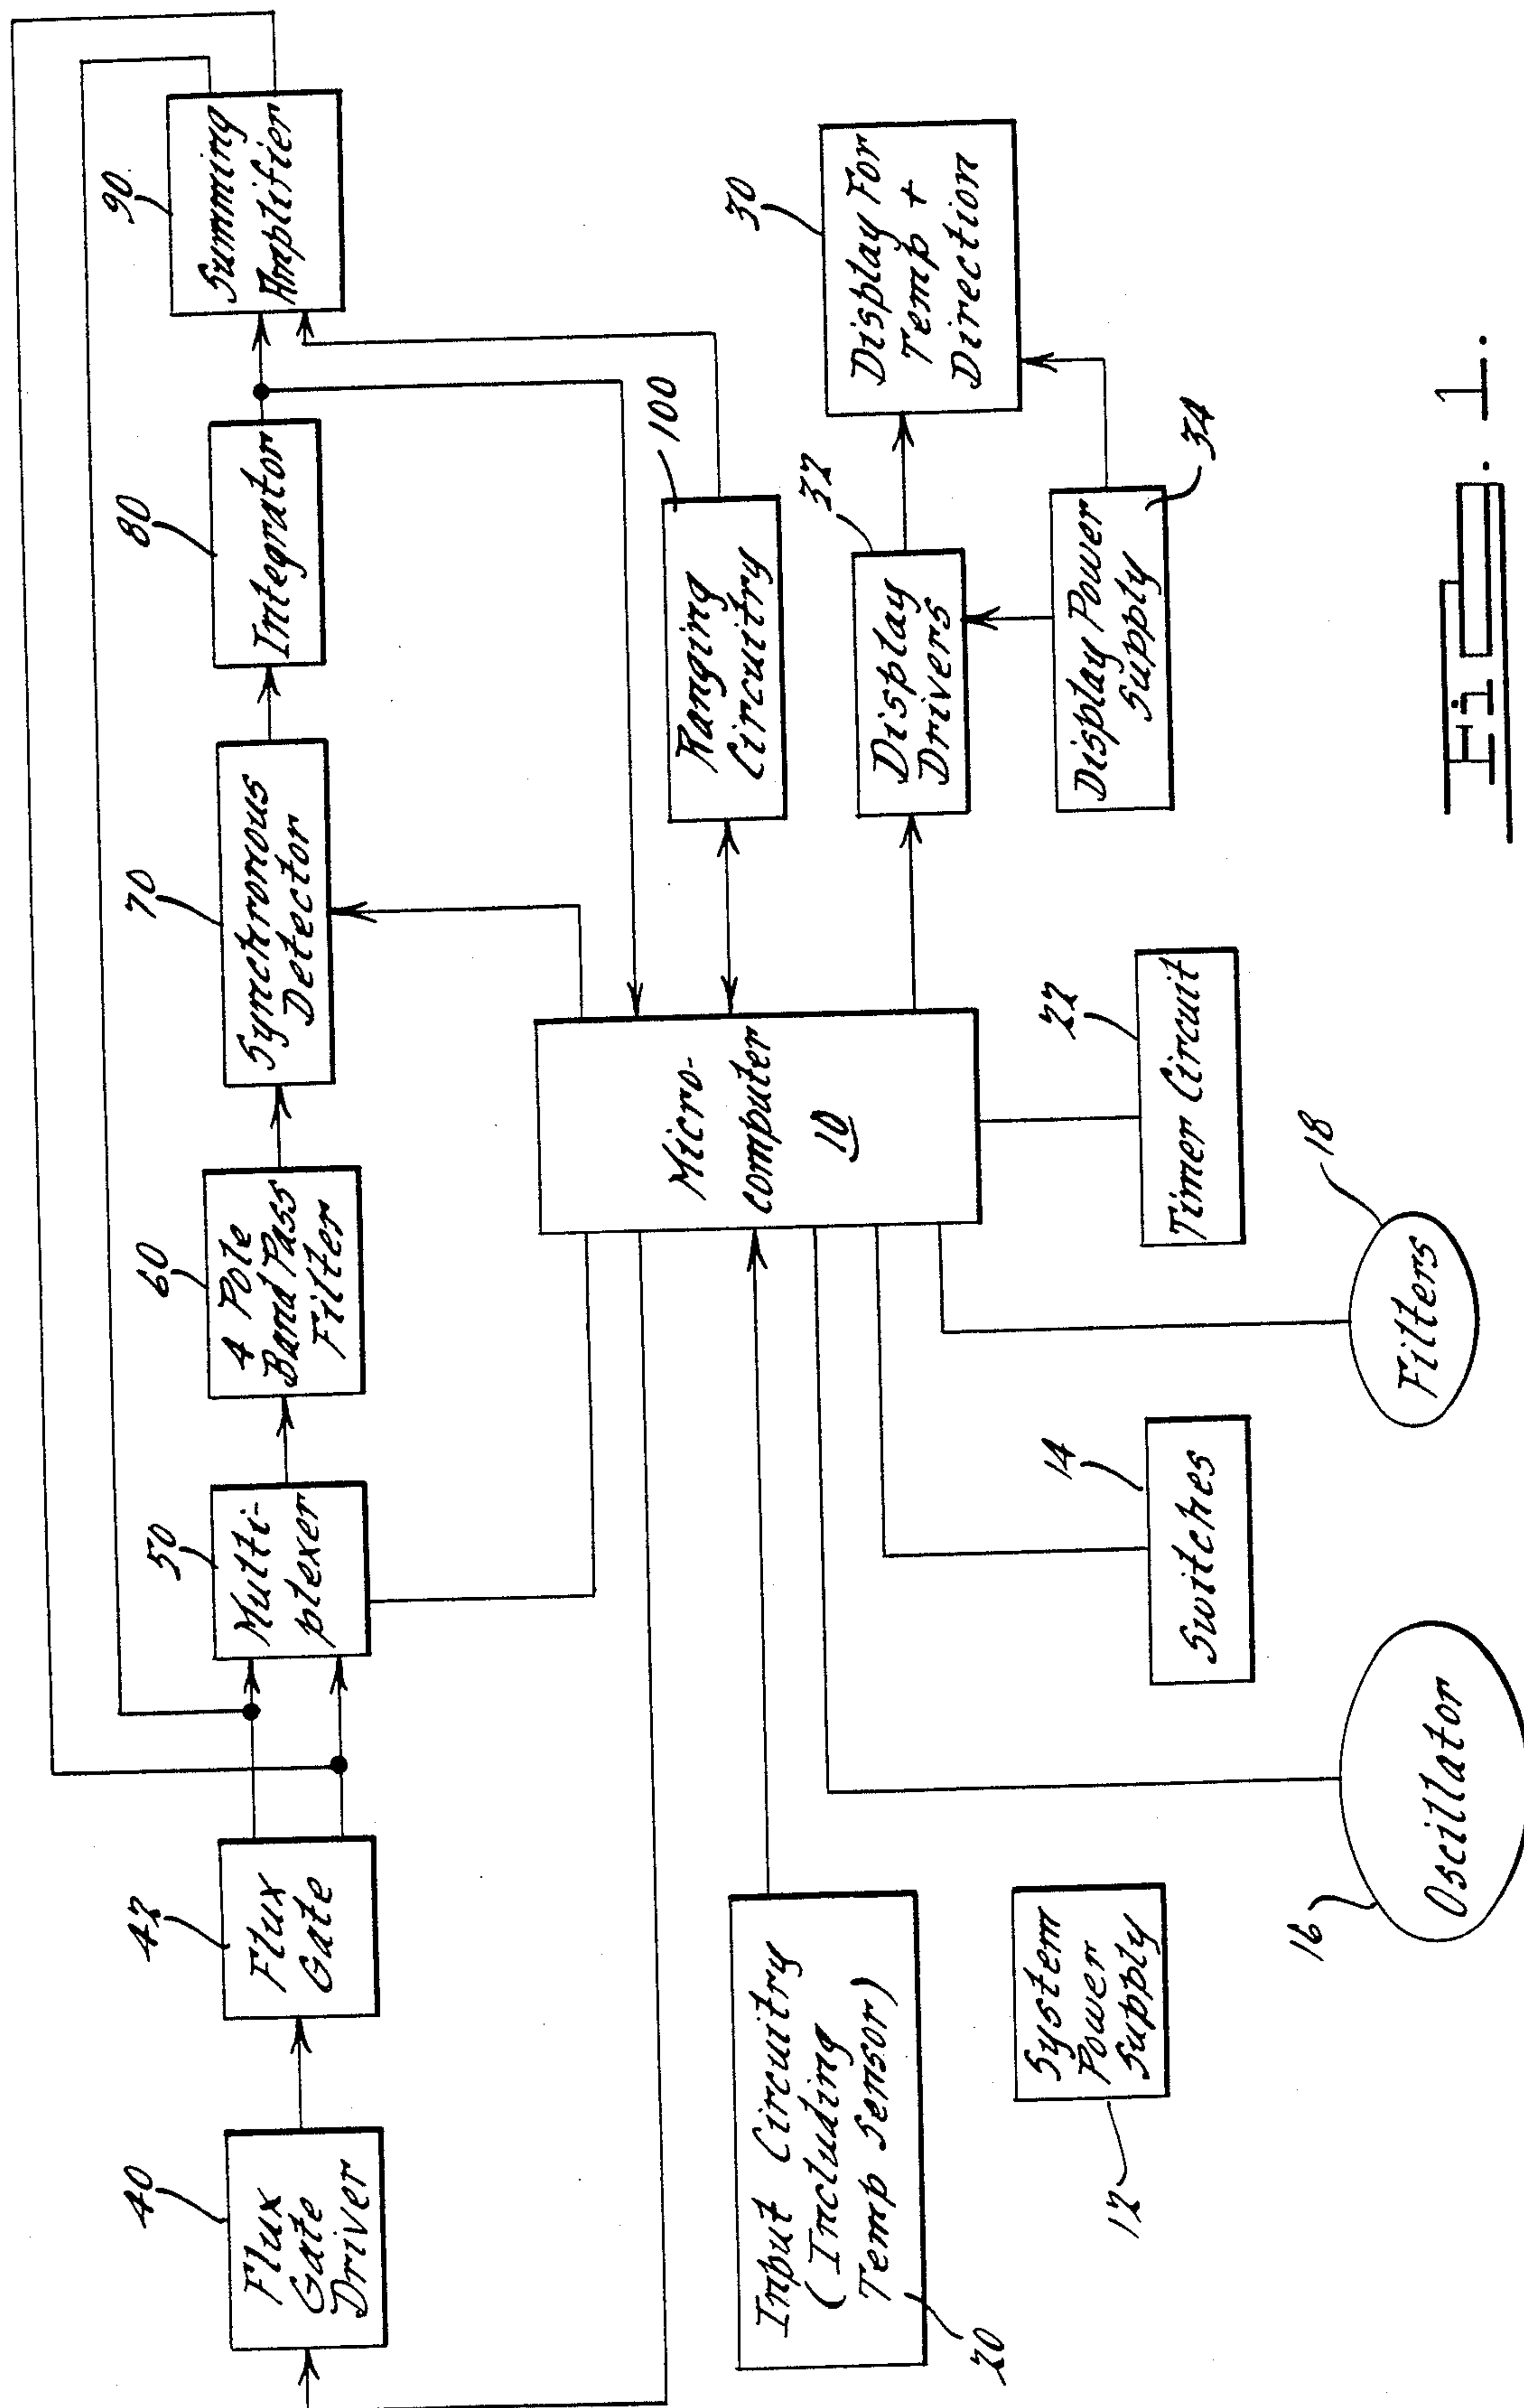 40
Flux
Gate
Driver
42
Flux
Gate
50
Multi-
plexer
60
4 Pole
Band Pass
Filter
70
Synchronous
Detector
80
Integrator
90
Summing
Amplifier
Input Circuitry
(Including
Temp Sensor)
20
System
Power
Supply
12
Micro-
computer
10
Ranging
Circuitry
100
Display
Drivers
32
Display For
Temp +
Direction
30
Display Power
Supply
34
Oscillator
16
Switches
14
Filters
18
Timer Circuit
22
Fig. 1.